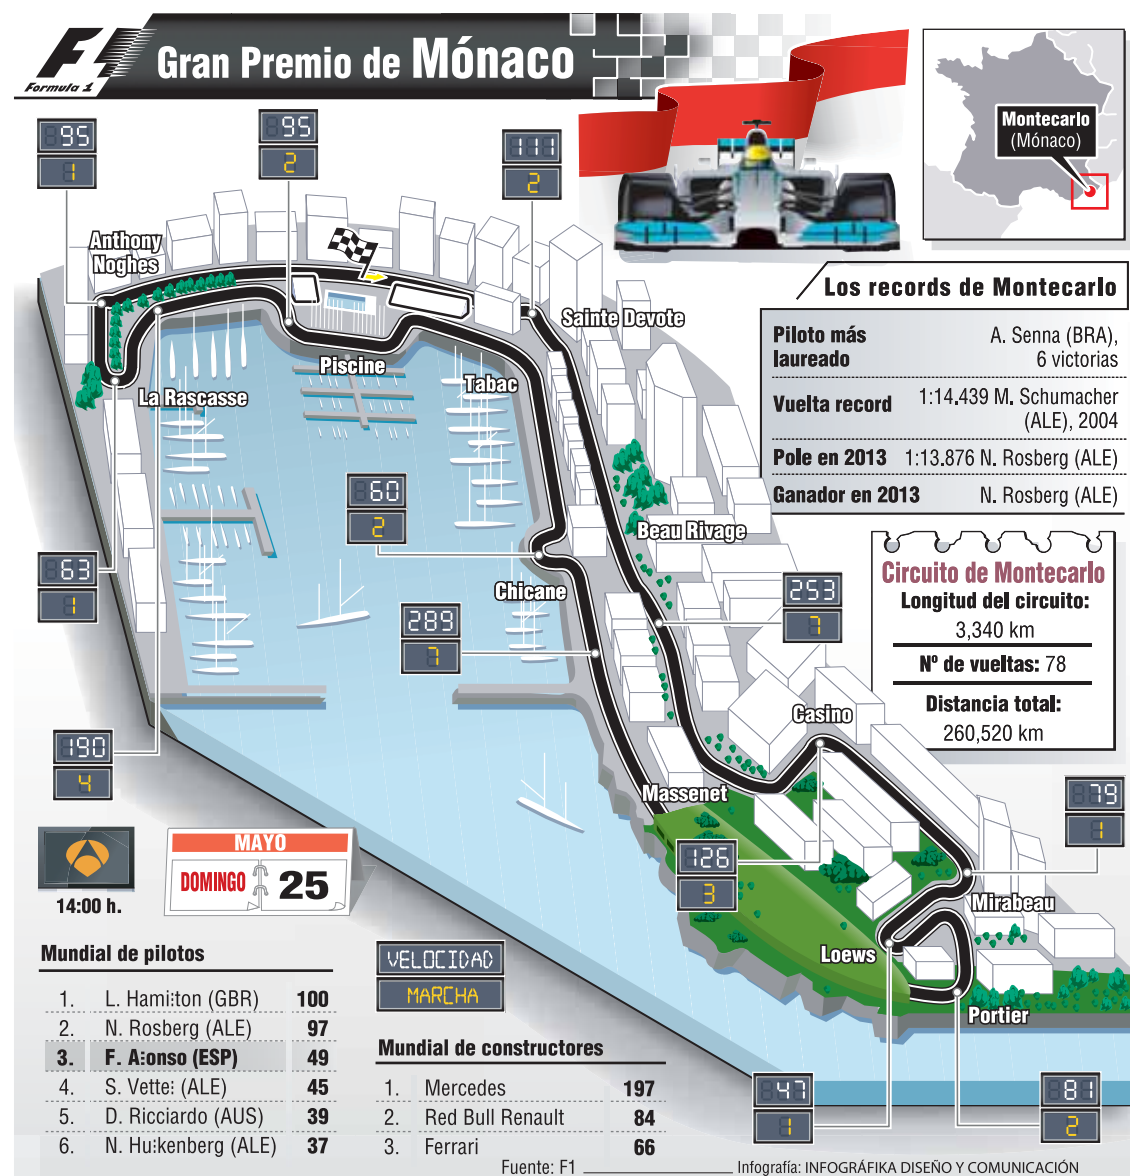 F1
Formula 1
Gran Premio de Mónaco
Montecarlo
(Mónaco)
95
1
95
2
111
2
Anthony
Noghes
Sainte Devote
Piscine
La Rascasse
Tabac
60
2
Beau Rivage
63
1
Chicane
289
7
253
7
Casino
190
4
Massenet
79
1
126
3
Mirabeau
Loews
Portier
47
1
81
2
Los records de Montecarlo
Piloto más laureado A. Senna (BRA), 6 victorias
Vuelta record 1:14.439 M. Schumacher (ALE), 2004
Pole en 2013 1:13.876 N. Rosberg (ALE)
Ganador en 2013 N. Rosberg (ALE)
Circuito de Montecarlo
Longitud del circuito:
3,340 km
Nº de vueltas: 78
Distancia total:
260,520 km
14:00 h.
MAYO
DOMINGO 25
VELOCIDAD
MARCHA
Mundial de pilotos
1. L. Hamilton (GBR) 100
2. N. Rosberg (ALE) 97
3. F. Alonso (ESP) 49
4. S. Vettel (ALE) 45
5. D. Ricciardo (AUS) 39
6. N. Hulkenberg (ALE) 37
Mundial de constructores
1. Mercedes 197
2. Red Bull Renault 84
3. Ferrari 66
Fuente: F1
Infografía: INFOGRÁFIKA DISEÑO Y COMUNICACIÓN